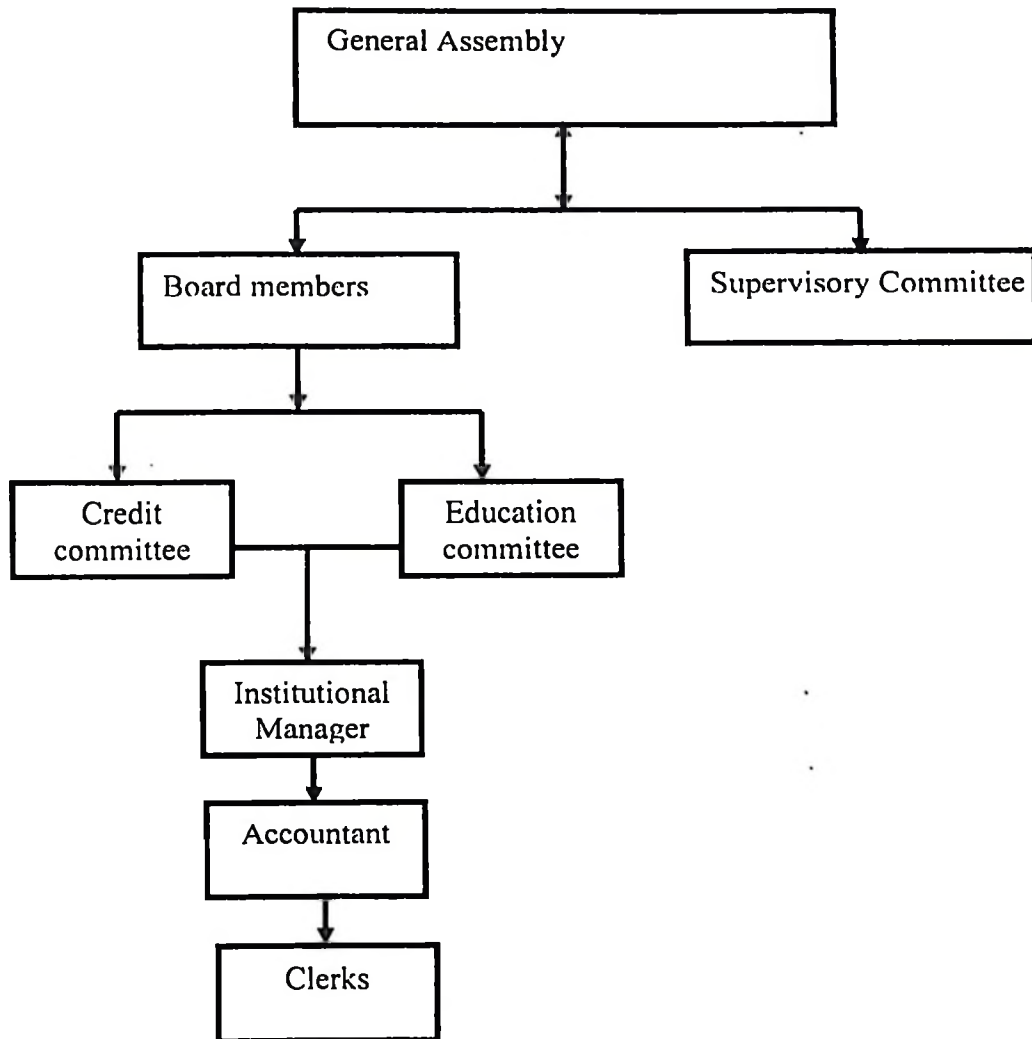 General Assembly
Board members
Supervisory Committee
Credit
committee
Education
committee
Institutional
Manager
Accountant
Clerks